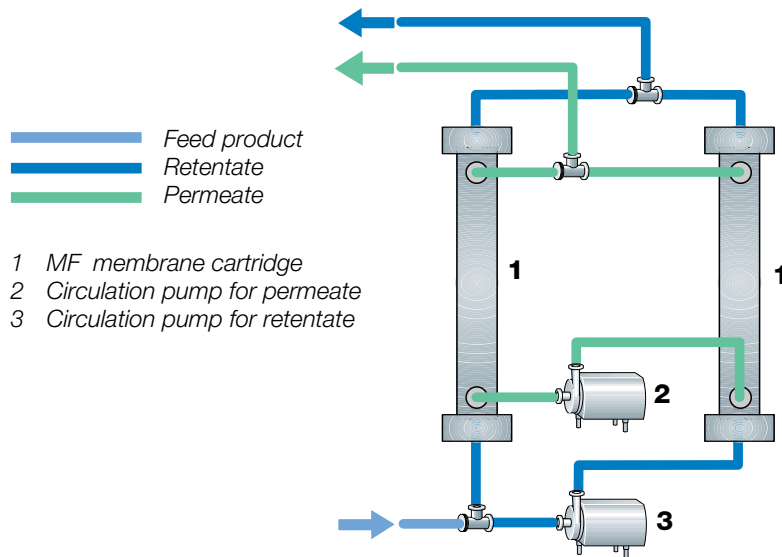 Feed product
Retentate
Permeate
1 MF membrane cartridge
2 Circulation pump for permeate
3 Circulation pump for retentate
1
1
2
3